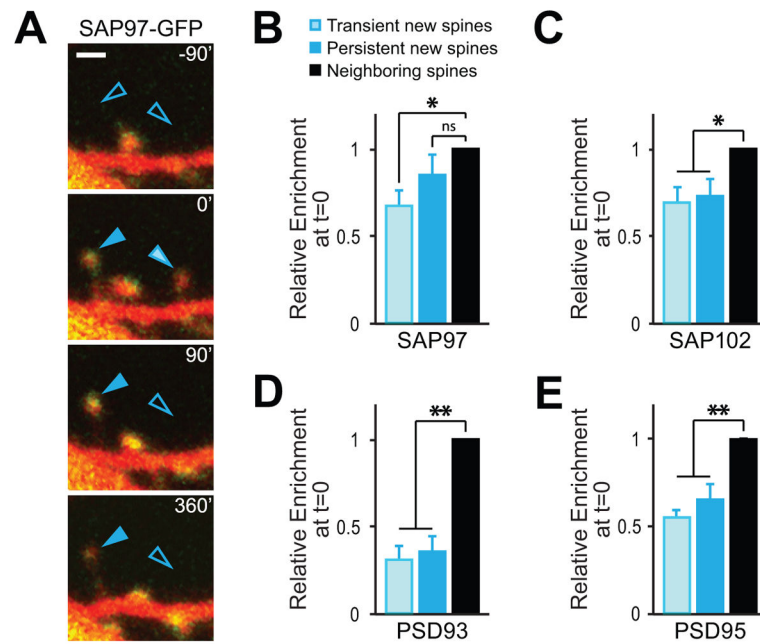 A
SAP97-GFP
-90'
0'
90'
360'
B
Transient new spines
Persistent new spines
Neighboring spines
*
ns
Relative Enrichment
at t=0
1
0.5
0
SAP97
C
*
Relative Enrichment
at t=0
1
0.5
0
SAP102
D
**
Relative Enrichment
at t=0
1
0.5
0
PSD93
E
**
Relative Enrichment
at t=0
1
0.5
0
PSD95